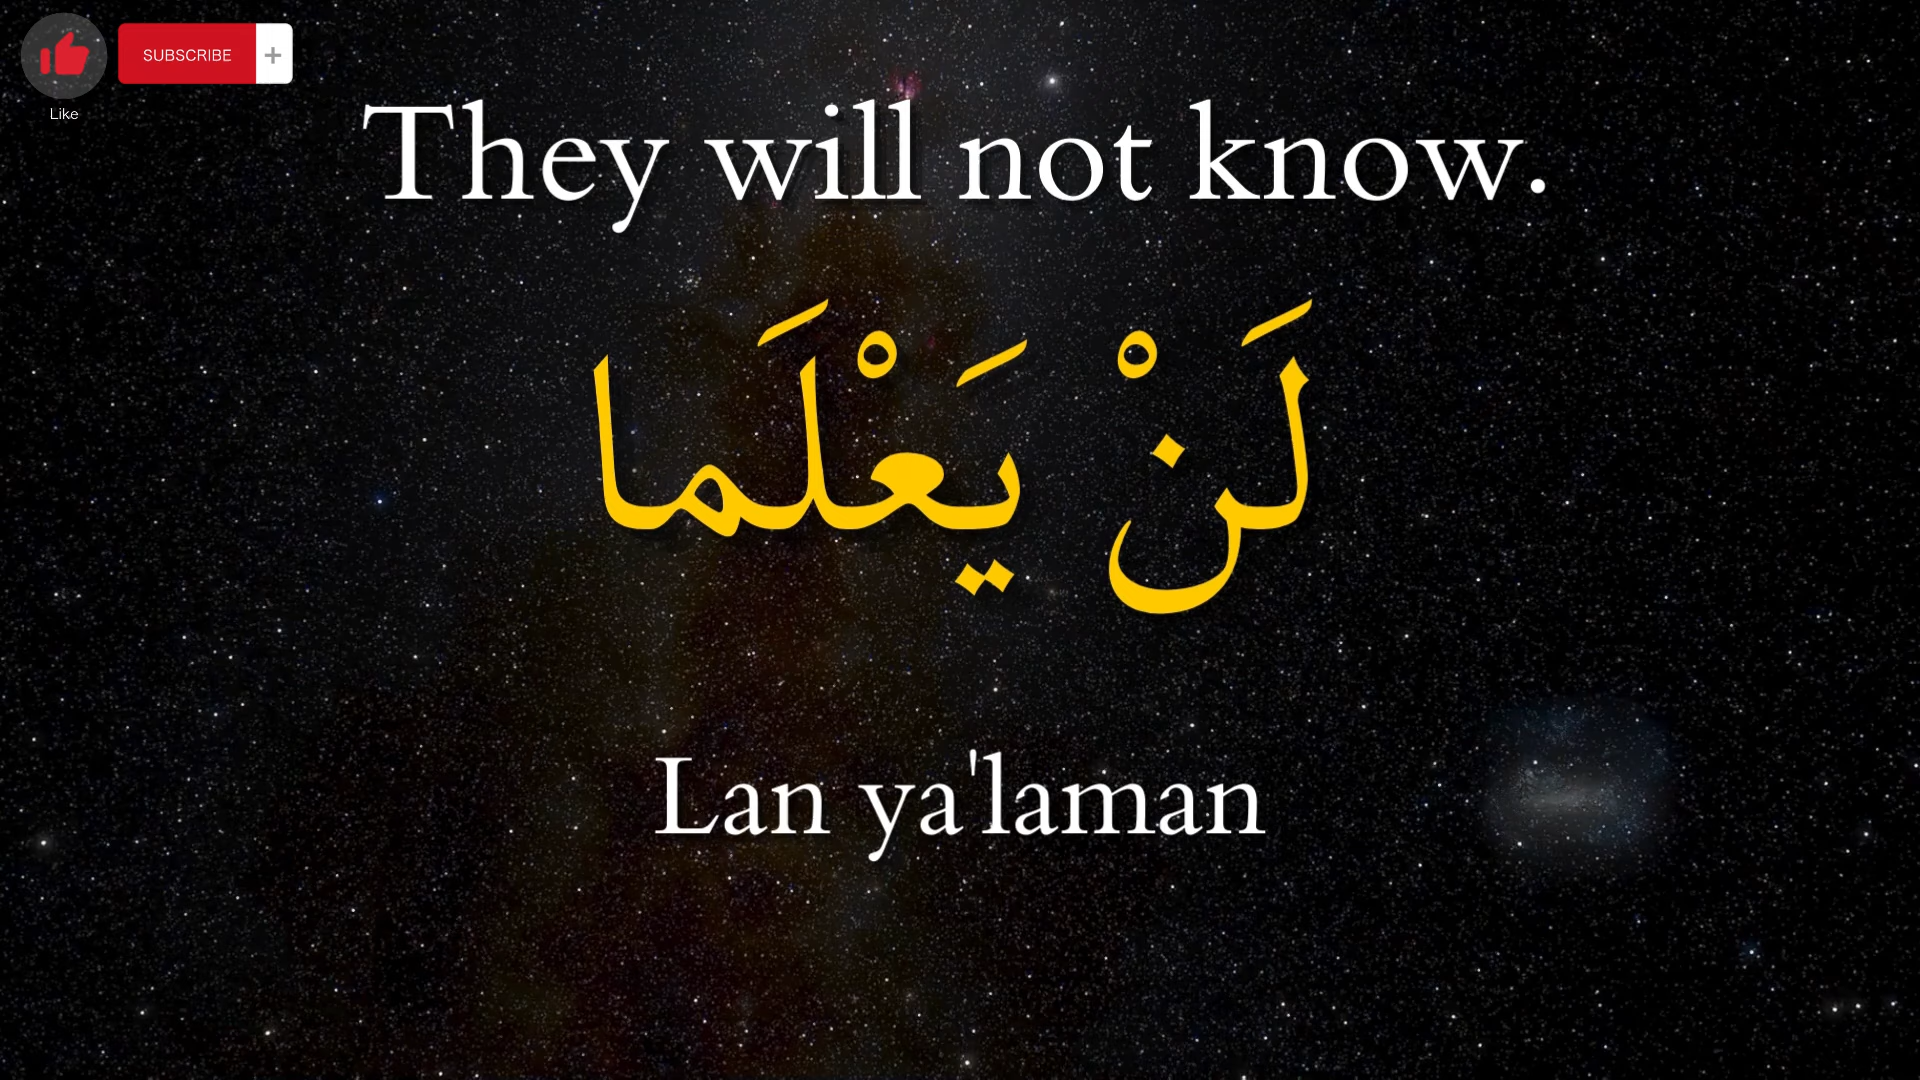 SUBSCRIBE +
Like
They will not know.
لَنْ يَعْلَما
Lan ya'laman